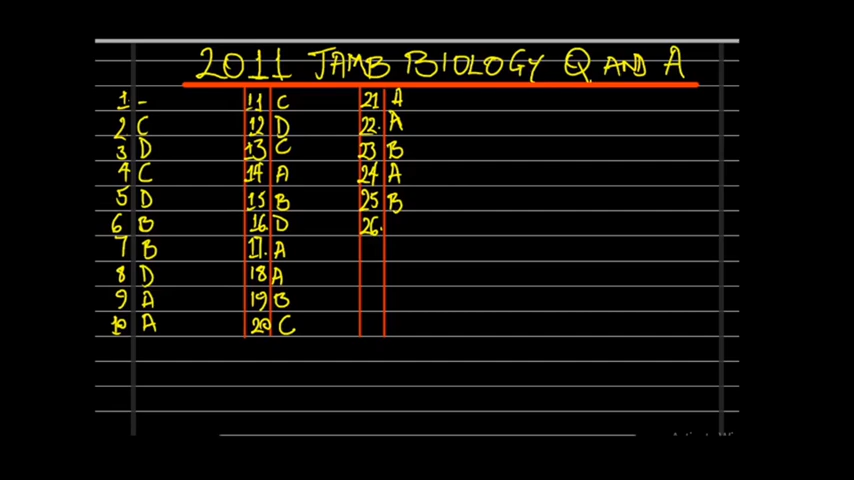 2011 JAMB BIOLOGY Q AND A
1 - 11 C 21 A
2 C 12 D 22. A
3 D 13 C 23 B
4 C 14 A 24 A
5 D 15 B 25 B
6 B 16. D 26.
7 B 17. A
8 D 18 A
9 A 19 B
10 A 20 C